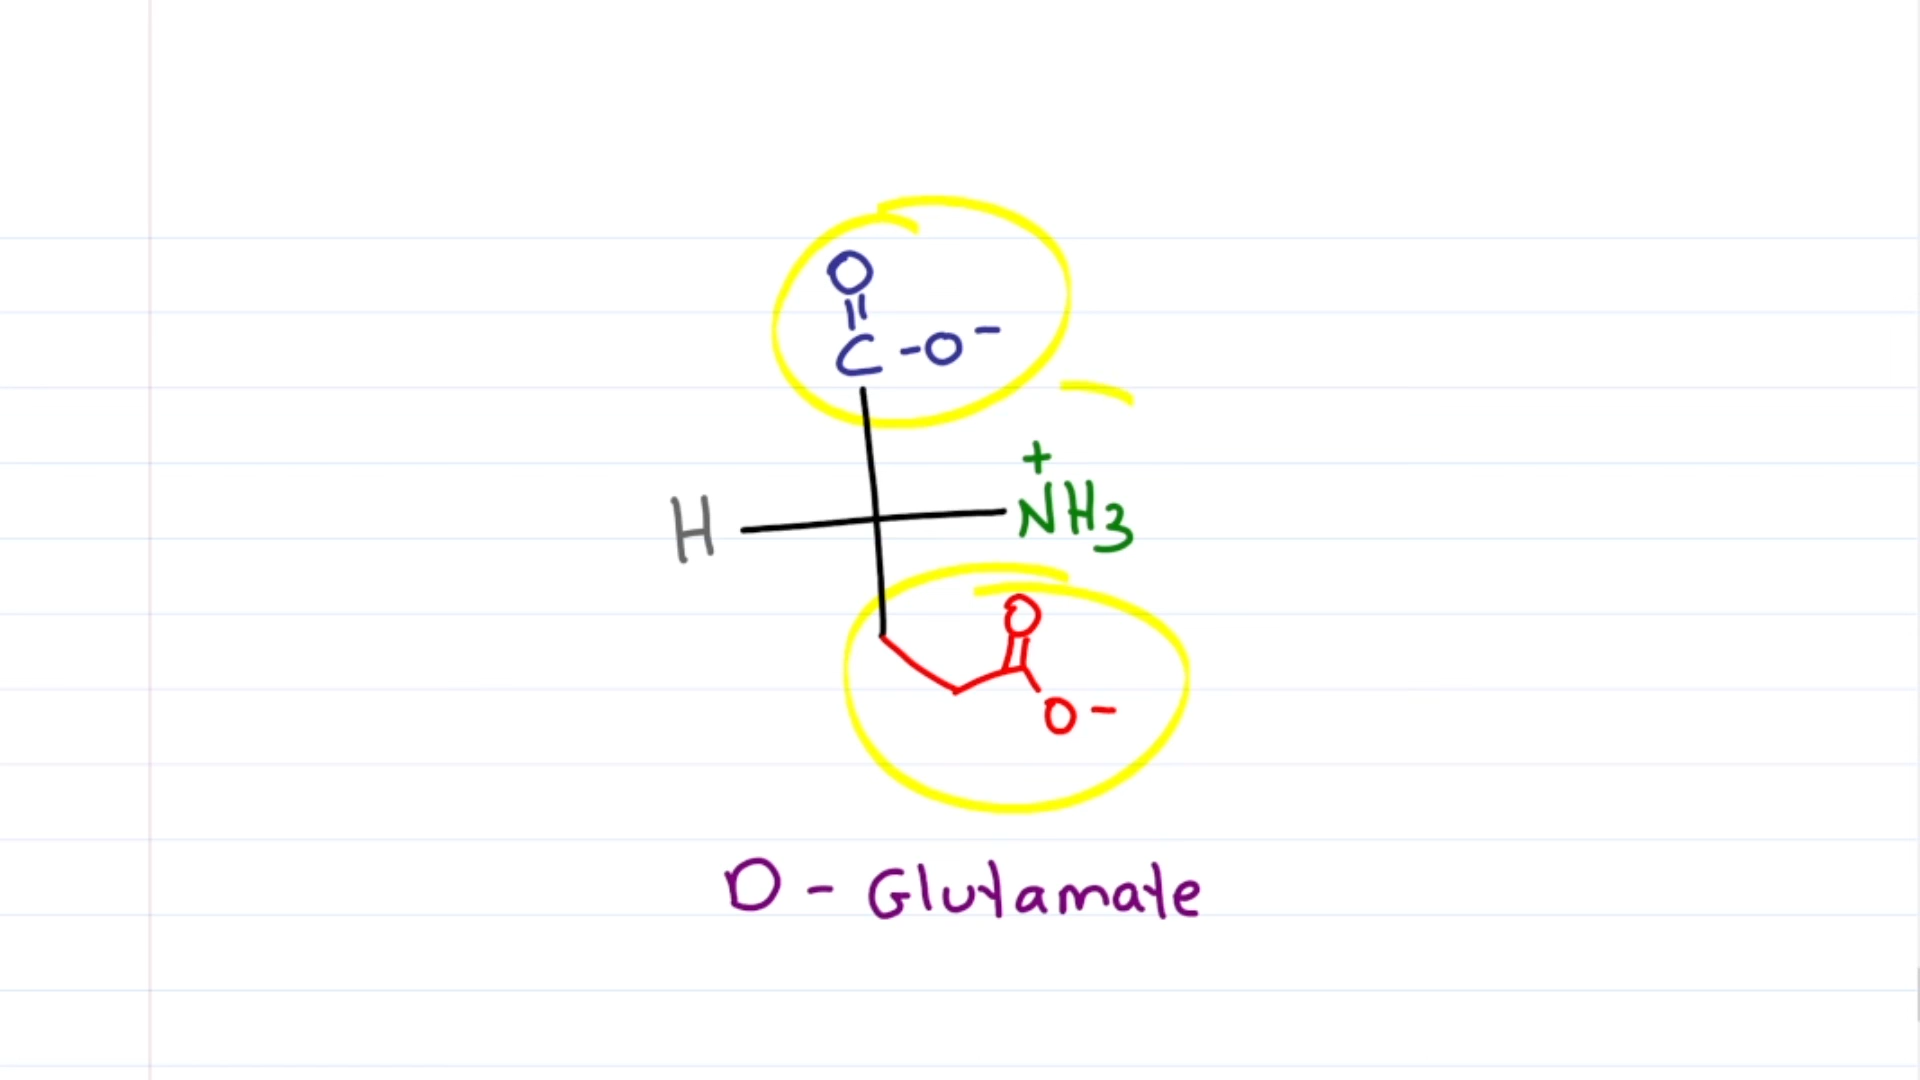 O
C-O⁻
+
H NH3
O
O-
D - Glutamate